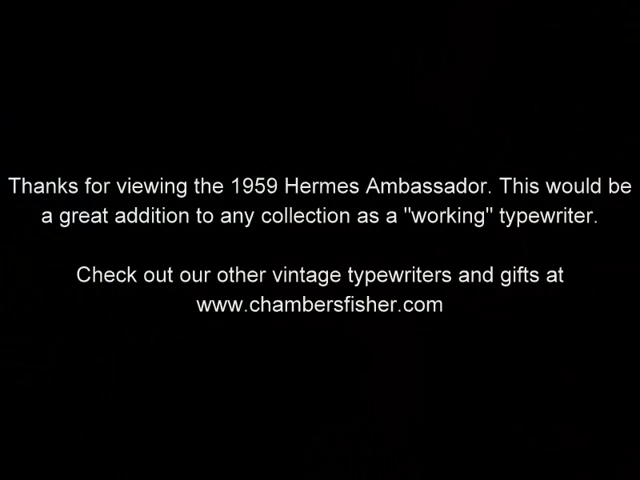 Thanks for viewing the 1959 Hermes Ambassador. This would be
a great addition to any collection as a "working" typewriter.
Check out our other vintage typewriters and gifts at
www.chambersfisher.com